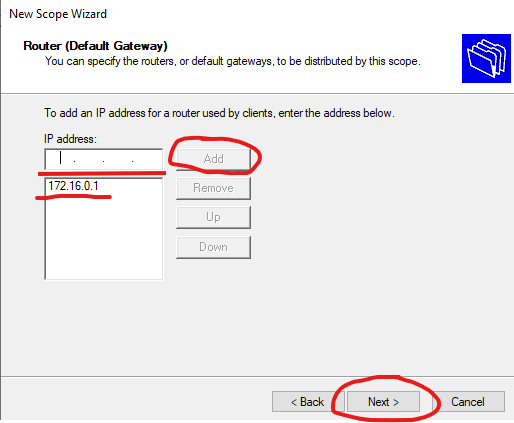 New Scope Wizard
Router (Default Gateway)
You can specify the routers, or default gateways, to be distributed by this scope.
To add an IP address for a router used by clients, enter the address below.
IP address:
. . .
Add
172.16.0.1
Remove
Up
Down
< Back
Next >
Cancel